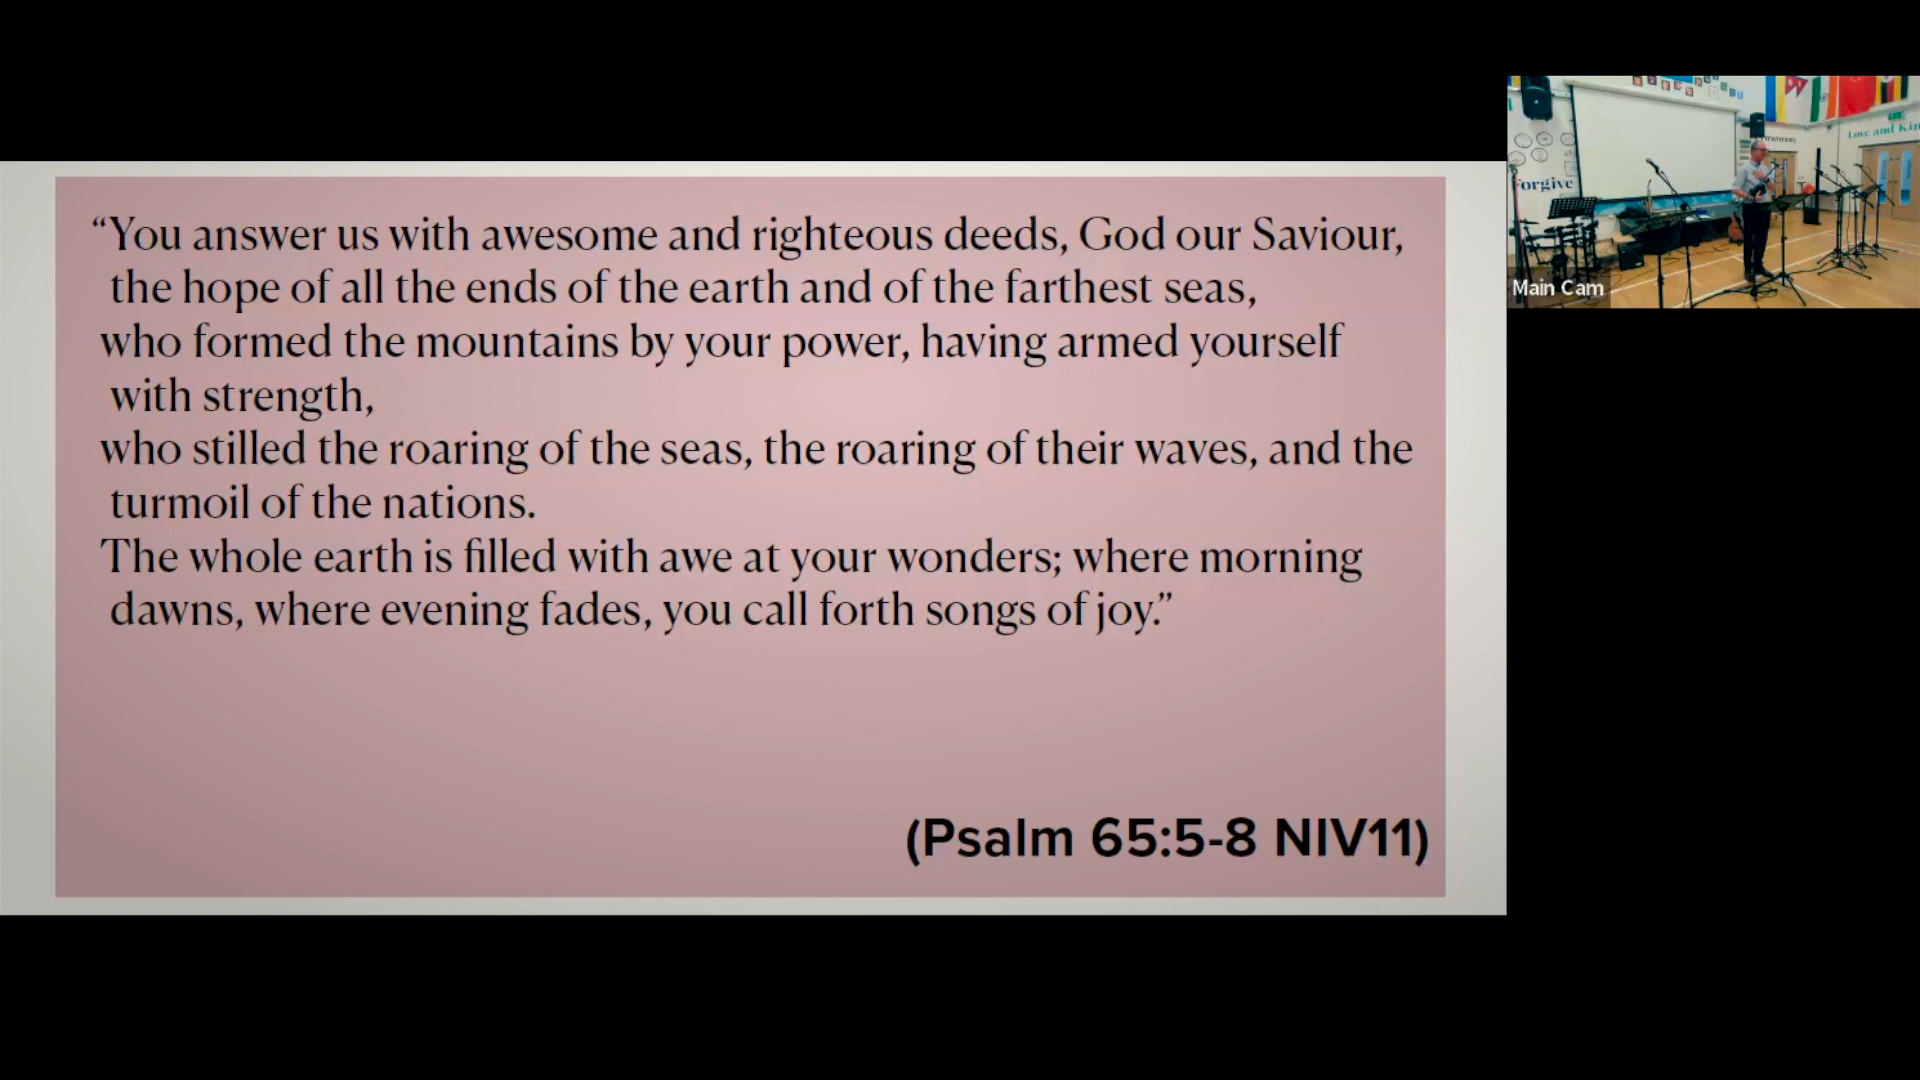 “You answer us with awesome and righteous deeds, God our Saviour,
the hope of all the ends of the earth and of the farthest seas,
who formed the mountains by your power, having armed yourself
with strength,
who stilled the roaring of the seas, the roaring of their waves, and the
turmoil of the nations.
The whole earth is filled with awe at your wonders; where morning
dawns, where evening fades, you call forth songs of joy.”
(Psalm 65:5-8 NIV11)
Love and Kin
Forgive
Main Cam